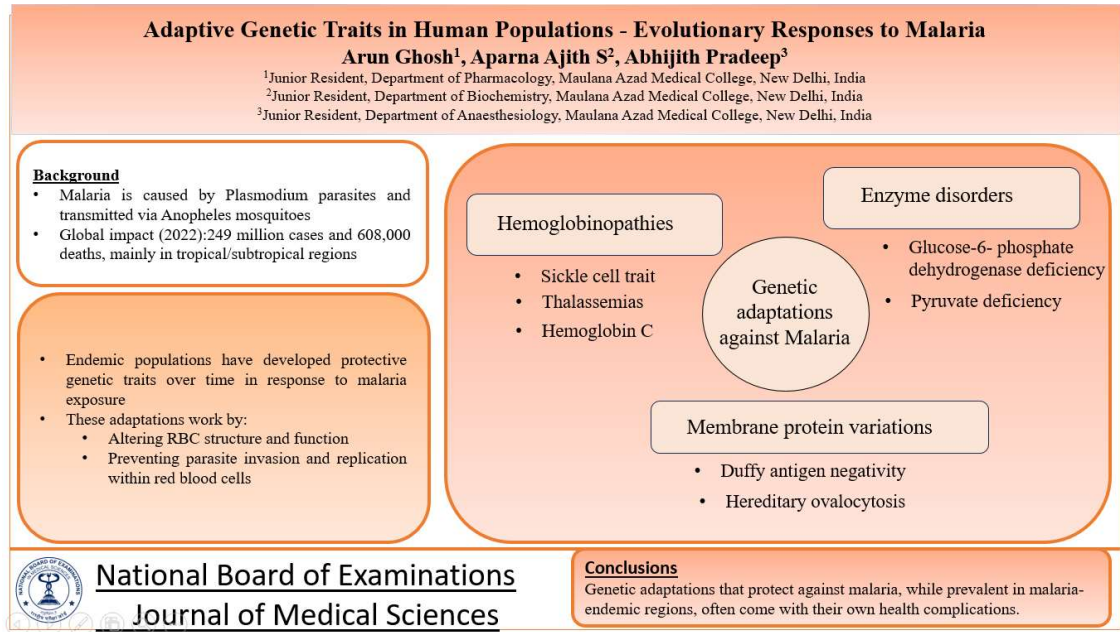 Adaptive Genetic Traits in Human Populations - Evolutionary Responses to Malaria
Arun Ghosh¹, Aparna Ajith S², Abhijith Pradeep³
¹Junior Resident, Department of Pharmacology, Maulana Azad Medical College, New Delhi, India
²Junior Resident, Department of Biochemistry, Maulana Azad Medical College, New Delhi, India
³Junior Resident, Department of Anaesthesiology, Maulana Azad Medical College, New Delhi, India
Background
• Malaria is caused by Plasmodium parasites and
transmitted via Anopheles mosquitoes
• Global impact (2022):249 million cases and 608,000
deaths, mainly in tropical/subtropical regions
• Endemic populations have developed protective
genetic traits over time in response to malaria
exposure
• These adaptations work by:
• Altering RBC structure and function
• Preventing parasite invasion and replication
within red blood cells
Hemoglobinopathies
• Sickle cell trait
• Thalassemias
• Hemoglobin C
Enzyme disorders
• Glucose-6- phosphate
dehydrogenase deficiency
• Pyruvate deficiency
Genetic
adaptations
against Malaria
Membrane protein variations
• Duffy antigen negativity
• Hereditary ovalocytosis
National Board of Examinations
Journal of Medical Sciences
Conclusions
Genetic adaptations that protect against malaria, while prevalent in malaria-
endemic regions, often come with their own health complications.